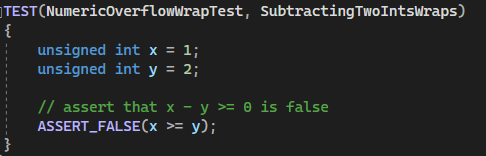 TEST(NumericOverflowWrapTest, SubtractingTwoIntsWraps)
{
    unsigned int x = 1;
    unsigned int y = 2;

    // assert that x - y >= 0 is false
    ASSERT_FALSE(x >= y);
}